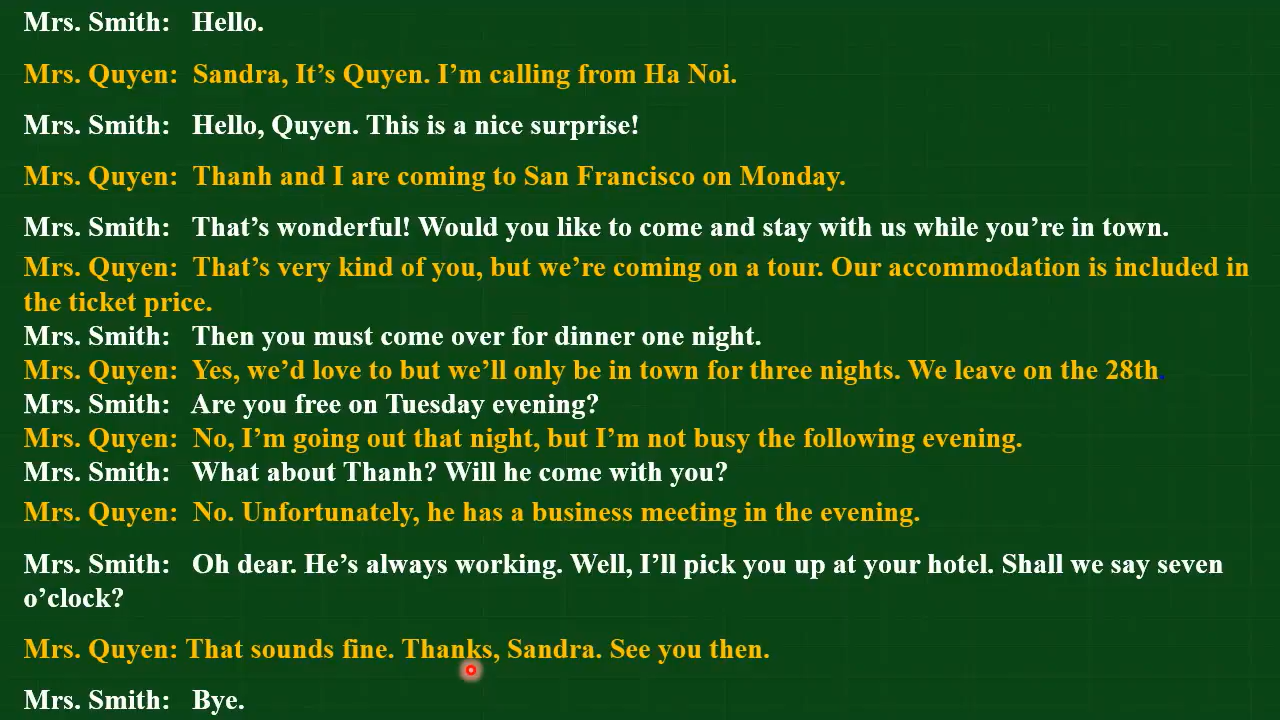 Mrs. Smith: Hello.
Mrs. Quyen: Sandra, It’s Quyen. I’m calling from Ha Noi.
Mrs. Smith: Hello, Quyen. This is a nice surprise!
Mrs. Quyen: Thanh and I are coming to San Francisco on Monday.
Mrs. Smith: That’s wonderful! Would you like to come and stay with us while you’re in town.
Mrs. Quyen: That’s very kind of you, but we’re coming on a tour. Our accommodation is included in
the ticket price.
Mrs. Smith: Then you must come over for dinner one night.
Mrs. Quyen: Yes, we’d love to but we’ll only be in town for three nights. We leave on the 28th.
Mrs. Smith: Are you free on Tuesday evening?
Mrs. Quyen: No, I’m going out that night, but I’m not busy the following evening.
Mrs. Smith: What about Thanh? Will he come with you?
Mrs. Quyen: No. Unfortunately, he has a business meeting in the evening.
Mrs. Smith: Oh dear. He’s always working. Well, I’ll pick you up at your hotel. Shall we say seven
o’clock?
Mrs. Quyen: That sounds fine. Thanks, Sandra. See you then.
Mrs. Smith: Bye.